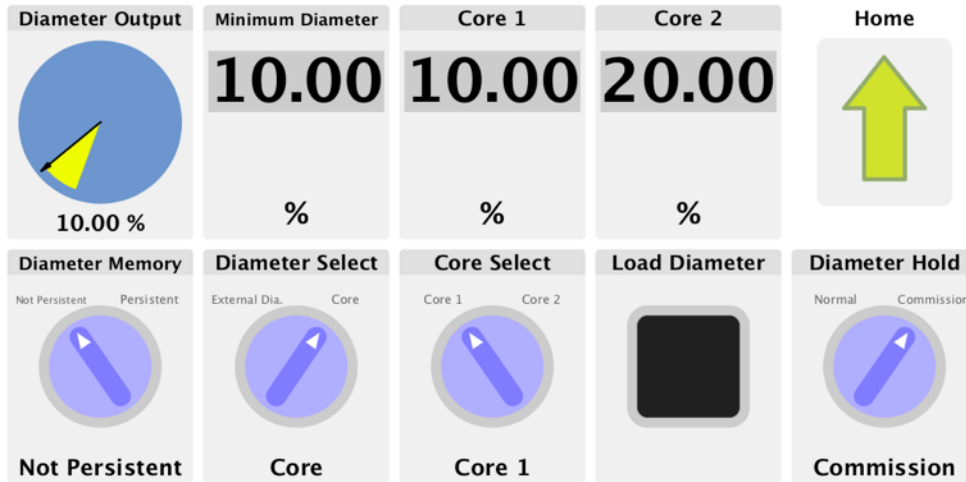 Diameter Output
Minimum Diameter
Core 1
Core 2
Home
10.00
10.00
20.00
10.00 %
%
%
%
Diameter Memory
Diameter Select
Core Select
Load Diameter
Diameter Hold
Not Persistent
Persistent
External Dia.
Core
Core 1
Core 2
Normal
Commission
Not Persistent
Core
Core 1
Commission